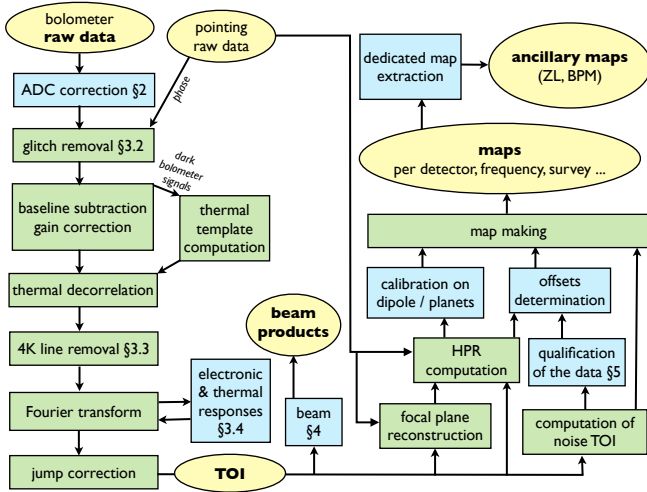 bolometer
raw data
pointing
raw data
ADC correction §2
phase
glitch removal §3.2
dark
bolometer
signals
baseline subtraction
gain correction
thermal
template
computation
thermal decorrelation
4K line removal §3.3
Fourier transform
electronic
& thermal
responses
§3.4
jump correction
TOI
beam
products
beam
§4
dedicated map
extraction
ancillary maps
(ZL, BPM)
maps
per detector, frequency, survey ...
map making
calibration on
dipole / planets
offsets
determination
HPR
computation
qualification
of the data §5
focal plane
reconstruction
computation of
noise TOI